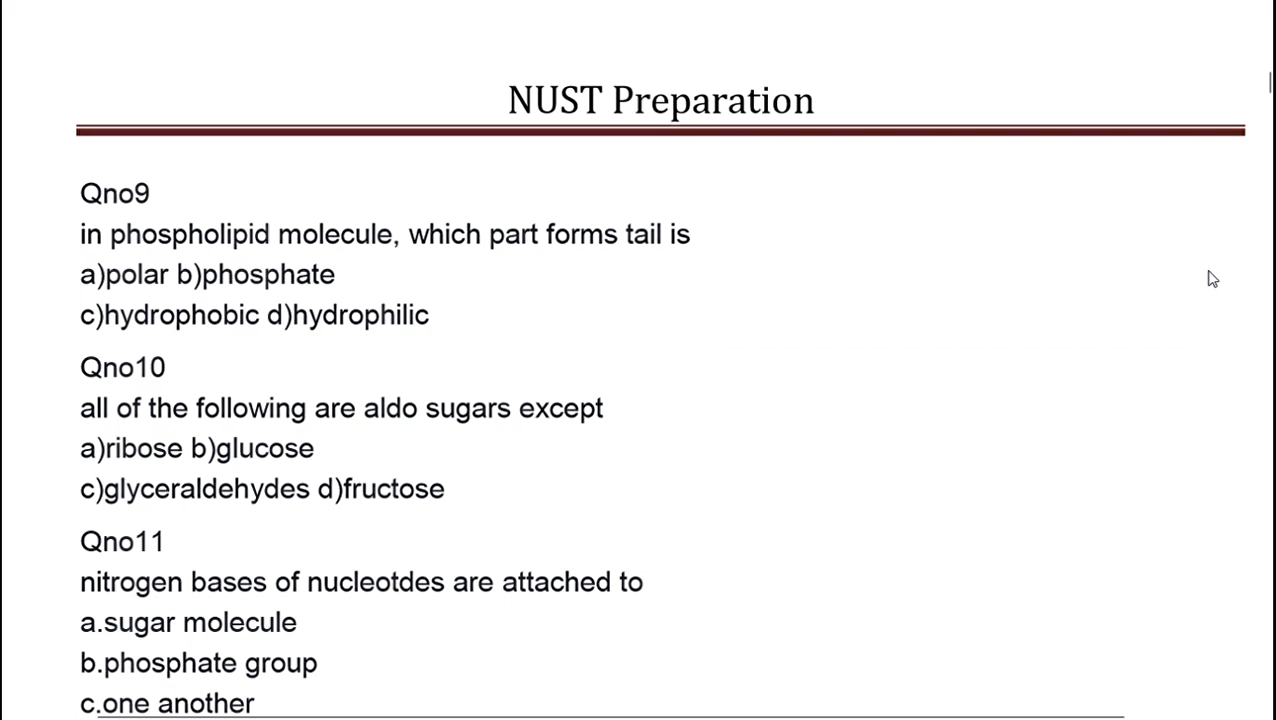 NUST Preparation
Qno9
in phospholipid molecule, which part forms tail is
a)polar b)phosphate
c)hydrophobic d)hydrophilic
Qno10
all of the following are aldo sugars except
a)ribose b)glucose
c)glyceraldehydes d)fructose
Qno11
nitrogen bases of nucleotdes are attached to
a.sugar molecule
b.phosphate group
c.one another